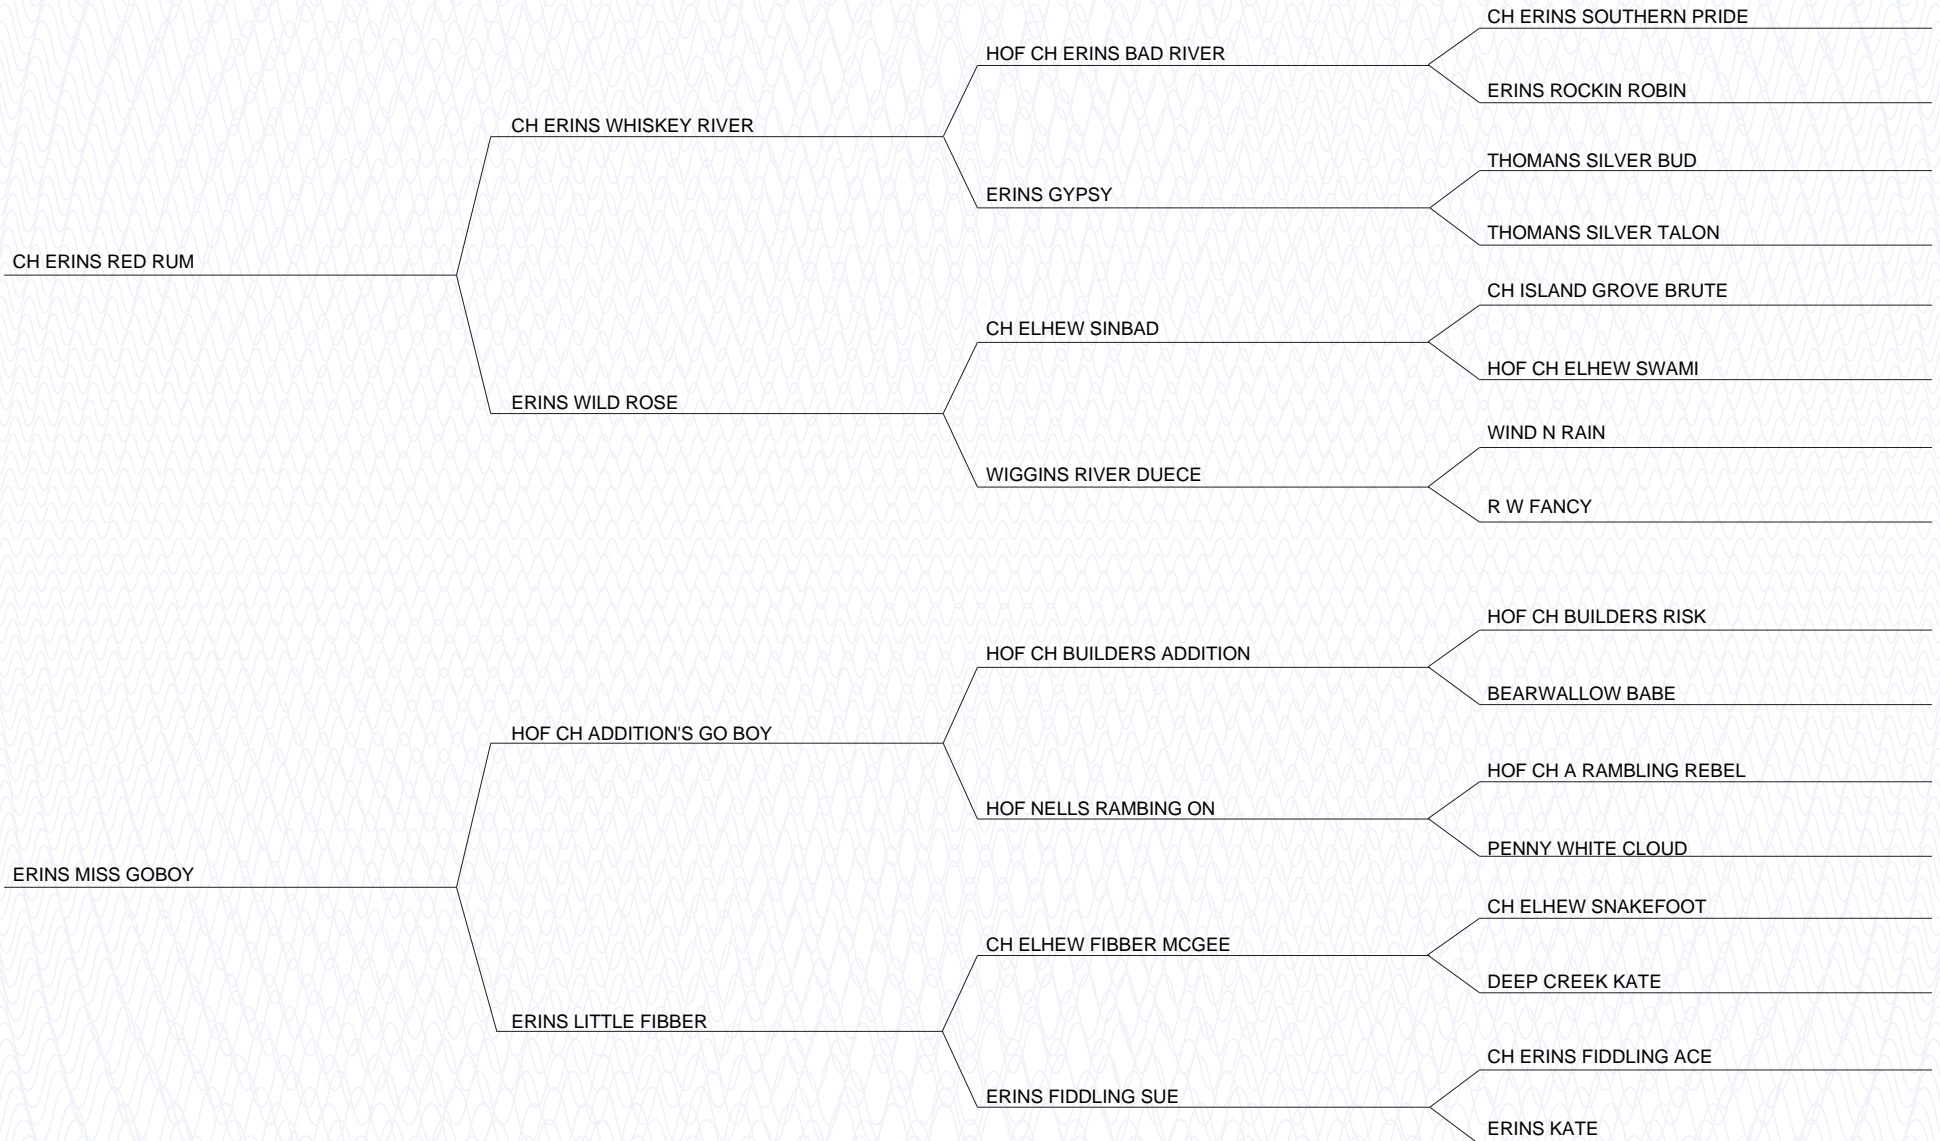 CH ERINS SOUTHERN PRIDE
HOF CH ERINS BAD RIVER
ERINS ROCKIN ROBIN
CH ERINS WHISKEY RIVER
THOMANS SILVER BUD
ERINS GYPSY
THOMANS SILVER TALON
CH ERINS RED RUM
CH ISLAND GROVE BRUTE
CH ELHEW SINBAD
HOF CH ELHEW SWAMI
ERINS WILD ROSE
WIND N RAIN
WIGGINS RIVER DUECE
R W FANCY
HOF CH BUILDERS RISK
HOF CH BUILDERS ADDITION
BEARWALLOW BABE
HOF CH ADDITION'S GO BOY
HOF CH A RAMBLING REBEL
HOF NELLS RAMBING ON
PENNY WHITE CLOUD
ERINS MISS GOBOY
CH ELHEW SNAKEFOOT
CH ELHEW FIBBER MCGEE
DEEP CREEK KATE
ERINS LITTLE FIBBER
CH ERINS FIDDLING ACE
ERINS FIDDLING SUE
ERINS KATE